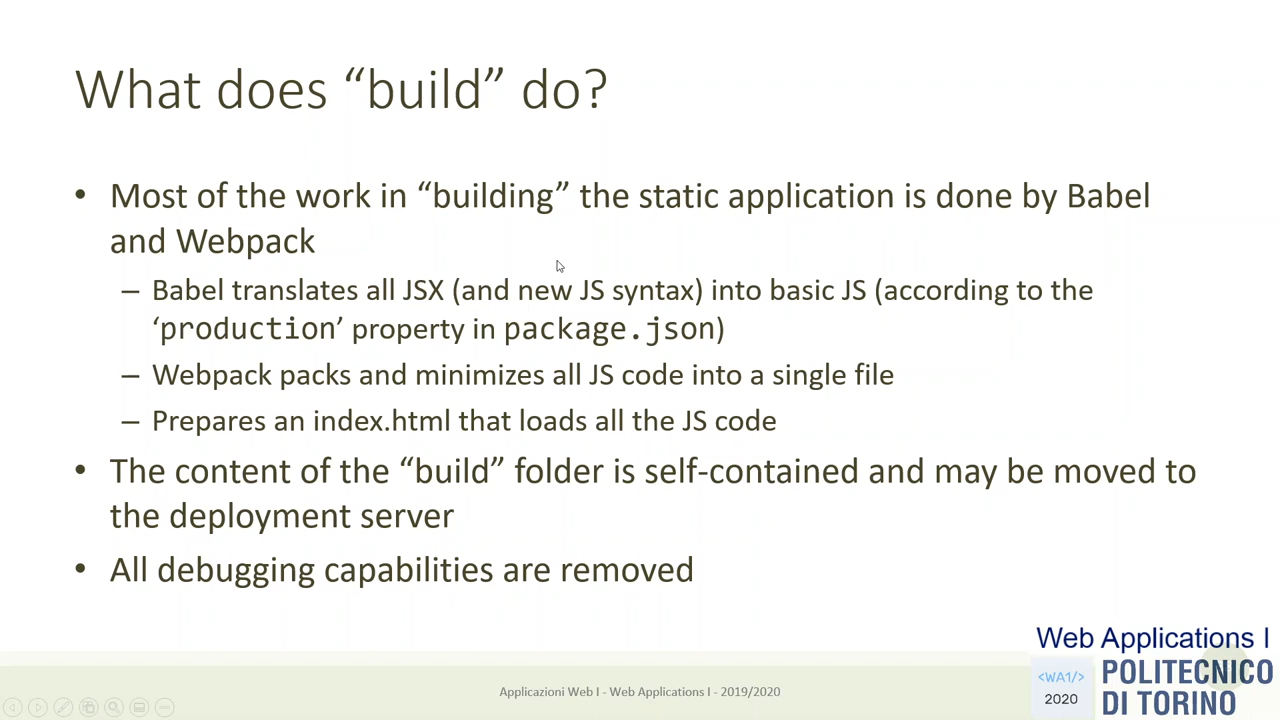 What does “build” do?
• Most of the work in “building” the static application is done by Babel
and Webpack
– Babel translates all JSX (and new JS syntax) into basic JS (according to the
‘production’ property in package.json)
– Webpack packs and minimizes all JS code into a single file
– Prepares an index.html that loads all the JS code
• The content of the “build” folder is self-contained and may be moved to
the deployment server
• All debugging capabilities are removed
Applicazioni Web I - Web Applications I - 2019/2020
Web Applications I
<WA1/>
2020
POLITECNICO
DI TORINO